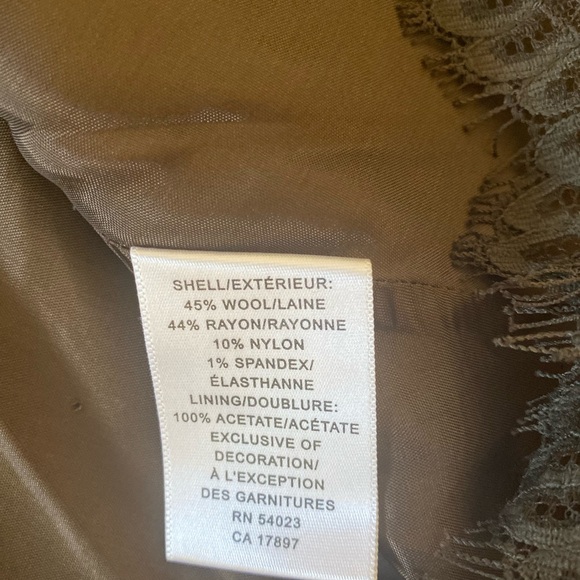 SHELL/EXTÉRIEUR:
45% WOOL/LAINE
44% RAYON/RAYONNE
10% NYLON
1% SPANDEX/
ÉLASTHANNE
LINING/DOUBLURE:
100% ACETATE/ACÉTATE
EXCLUSIVE OF
DECORATION/
À L'EXCEPTION
DES GARNITURES
RN 54023
CA 17897